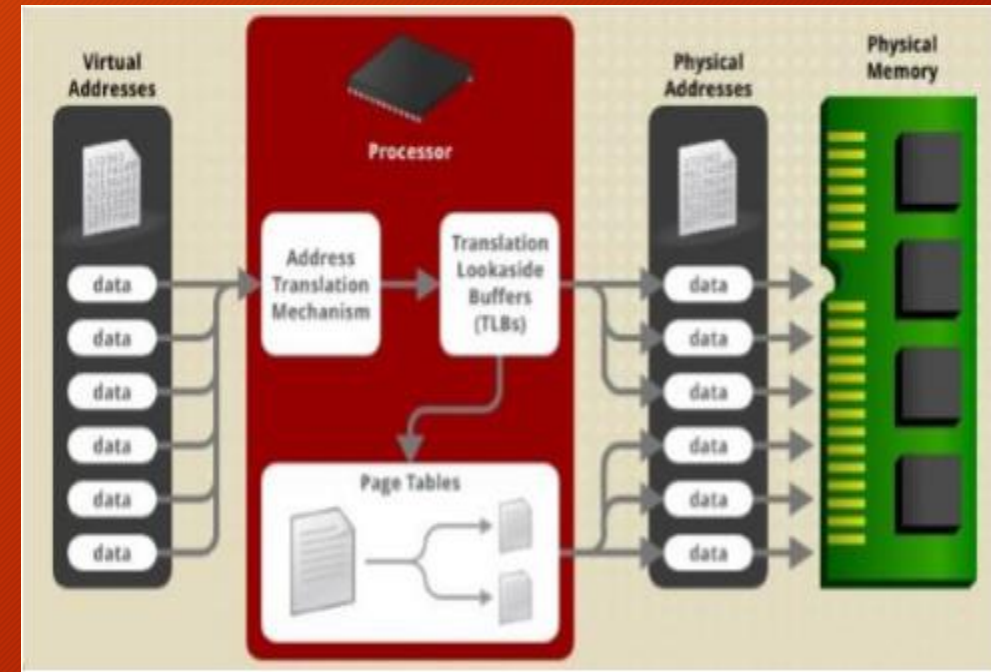 Virtual
Addresses
data
data
data
data
data
data
Processor
Address
Translation
Mechanism
Translation
Lookaside
Buffers
(TLBs)
Page Tables
Physical
Addresses
data
data
data
data
data
data
Physical
Memory